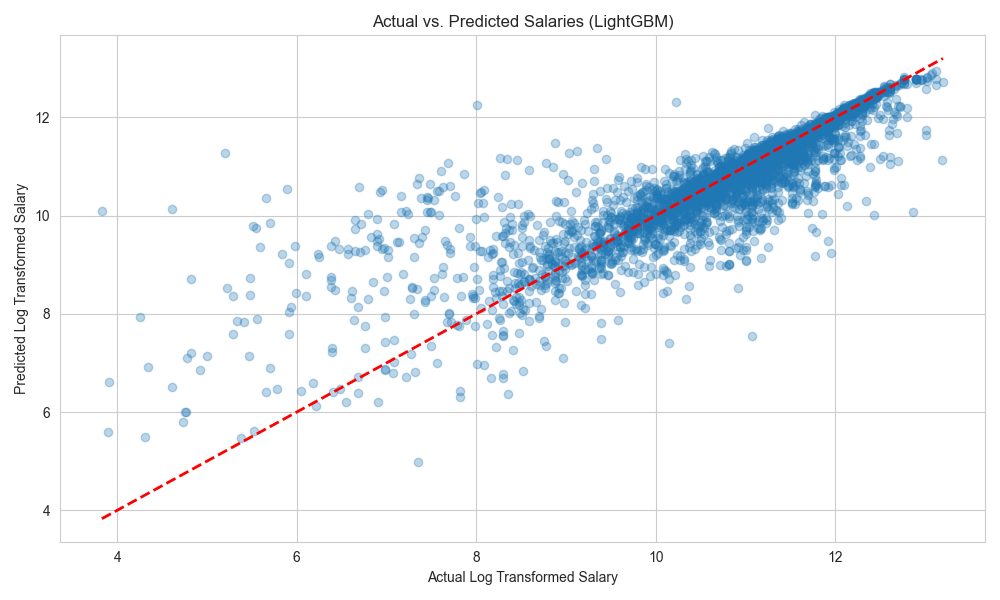 Actual vs. Predicted Salaries (LightGBM)
Predicted Log Transformed Salary
12
10
8
6
4
4 6 8 10 12
Actual Log Transformed Salary